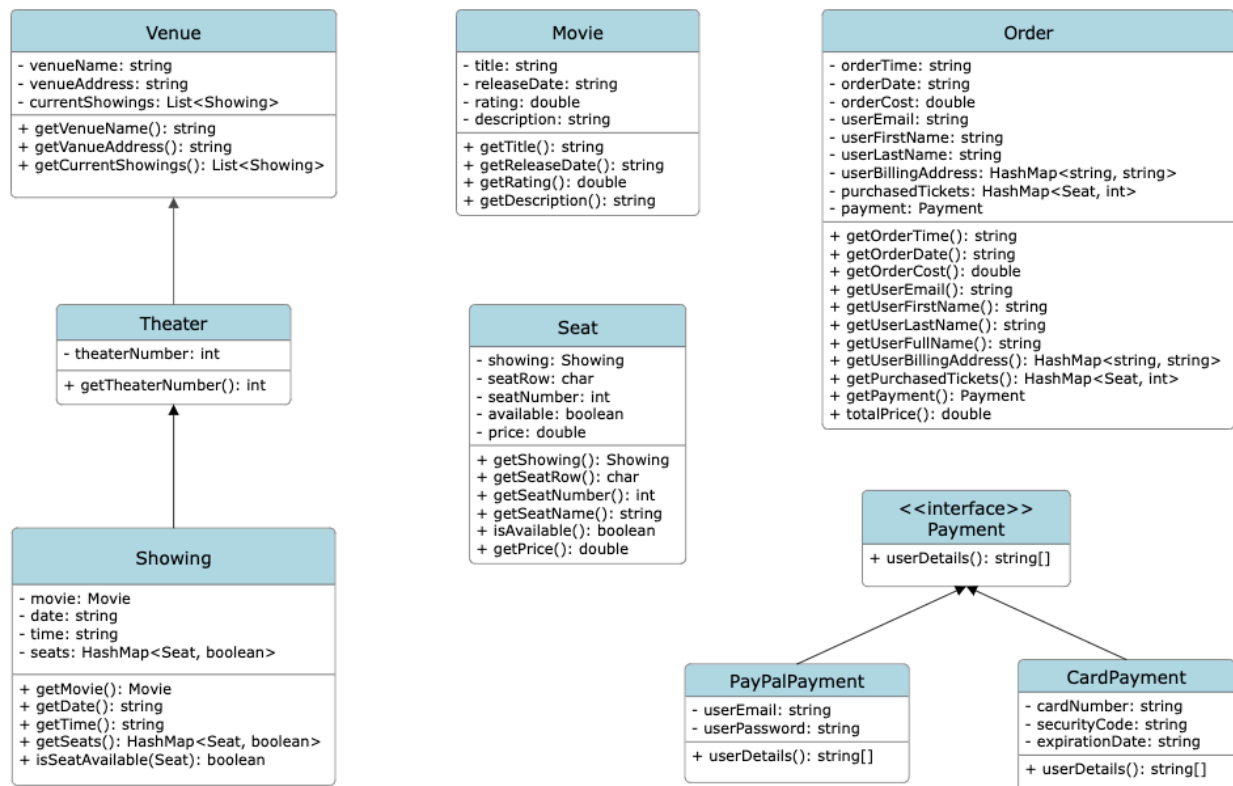 Venue
- venueName: string
- venueAddress: string
- currentShowings: List<Showing>
+ getVenueName(): string
+ getVanueAddress(): string
+ getCurrentShowings(): List<Showing>
Movie
- title: string
- releaseDate: string
- rating: double
- description: string
+ getTitle(): string
+ getReleaseDate(): string
+ getRating(): double
+ getDescription(): string
Order
- orderTime: string
- orderDate: string
- orderCost: double
- userEmail: string
- userFirstName: string
- userLastName: string
- userBillingAddress: HashMap<string, string>
- purchasedTickets: HashMap<Seat, int>
- payment: Payment
+ getOrderTime(): string
+ getOrderDate(): string
+ getOrderCost(): double
+ getUserEmail(): string
+ getUserFirstName(): string
+ getUserLastName(): string
+ getUserFullName(): string
+ getUserBillingAddress(): HashMap<string, string>
+ getPurchasedTickets(): HashMap<Seat, int>
+ getPayment(): Payment
+ totalPrice(): double
Theater
- theaterNumber: int
+ getTheaterNumber(): int
Seat
- showing: Showing
- seatRow: char
- seatNumber: int
- available: boolean
- price: double
+ getShowing(): Showing
+ getSeatRow(): char
+ getSeatNumber(): int
+ getSeatName(): string
+ isAvailable(): boolean
+ getPrice(): double
Showing
- movie: Movie
- date: string
- time: string
- seats: HashMap<Seat, boolean>
+ getMovie(): Movie
+ getDate(): string
+ getTime(): string
+ getSeats(): HashMap<Seat, boolean>
+ isSeatAvailable(Seat): boolean
<<interface>>
Payment
+ userDetails(): string[]
PayPalPayment
- userEmail: string
- userPassword: string
+ userDetails(): string[]
CardPayment
- cardNumber: string
- securityCode: string
- expirationDate: string
+ userDetails(): string[]